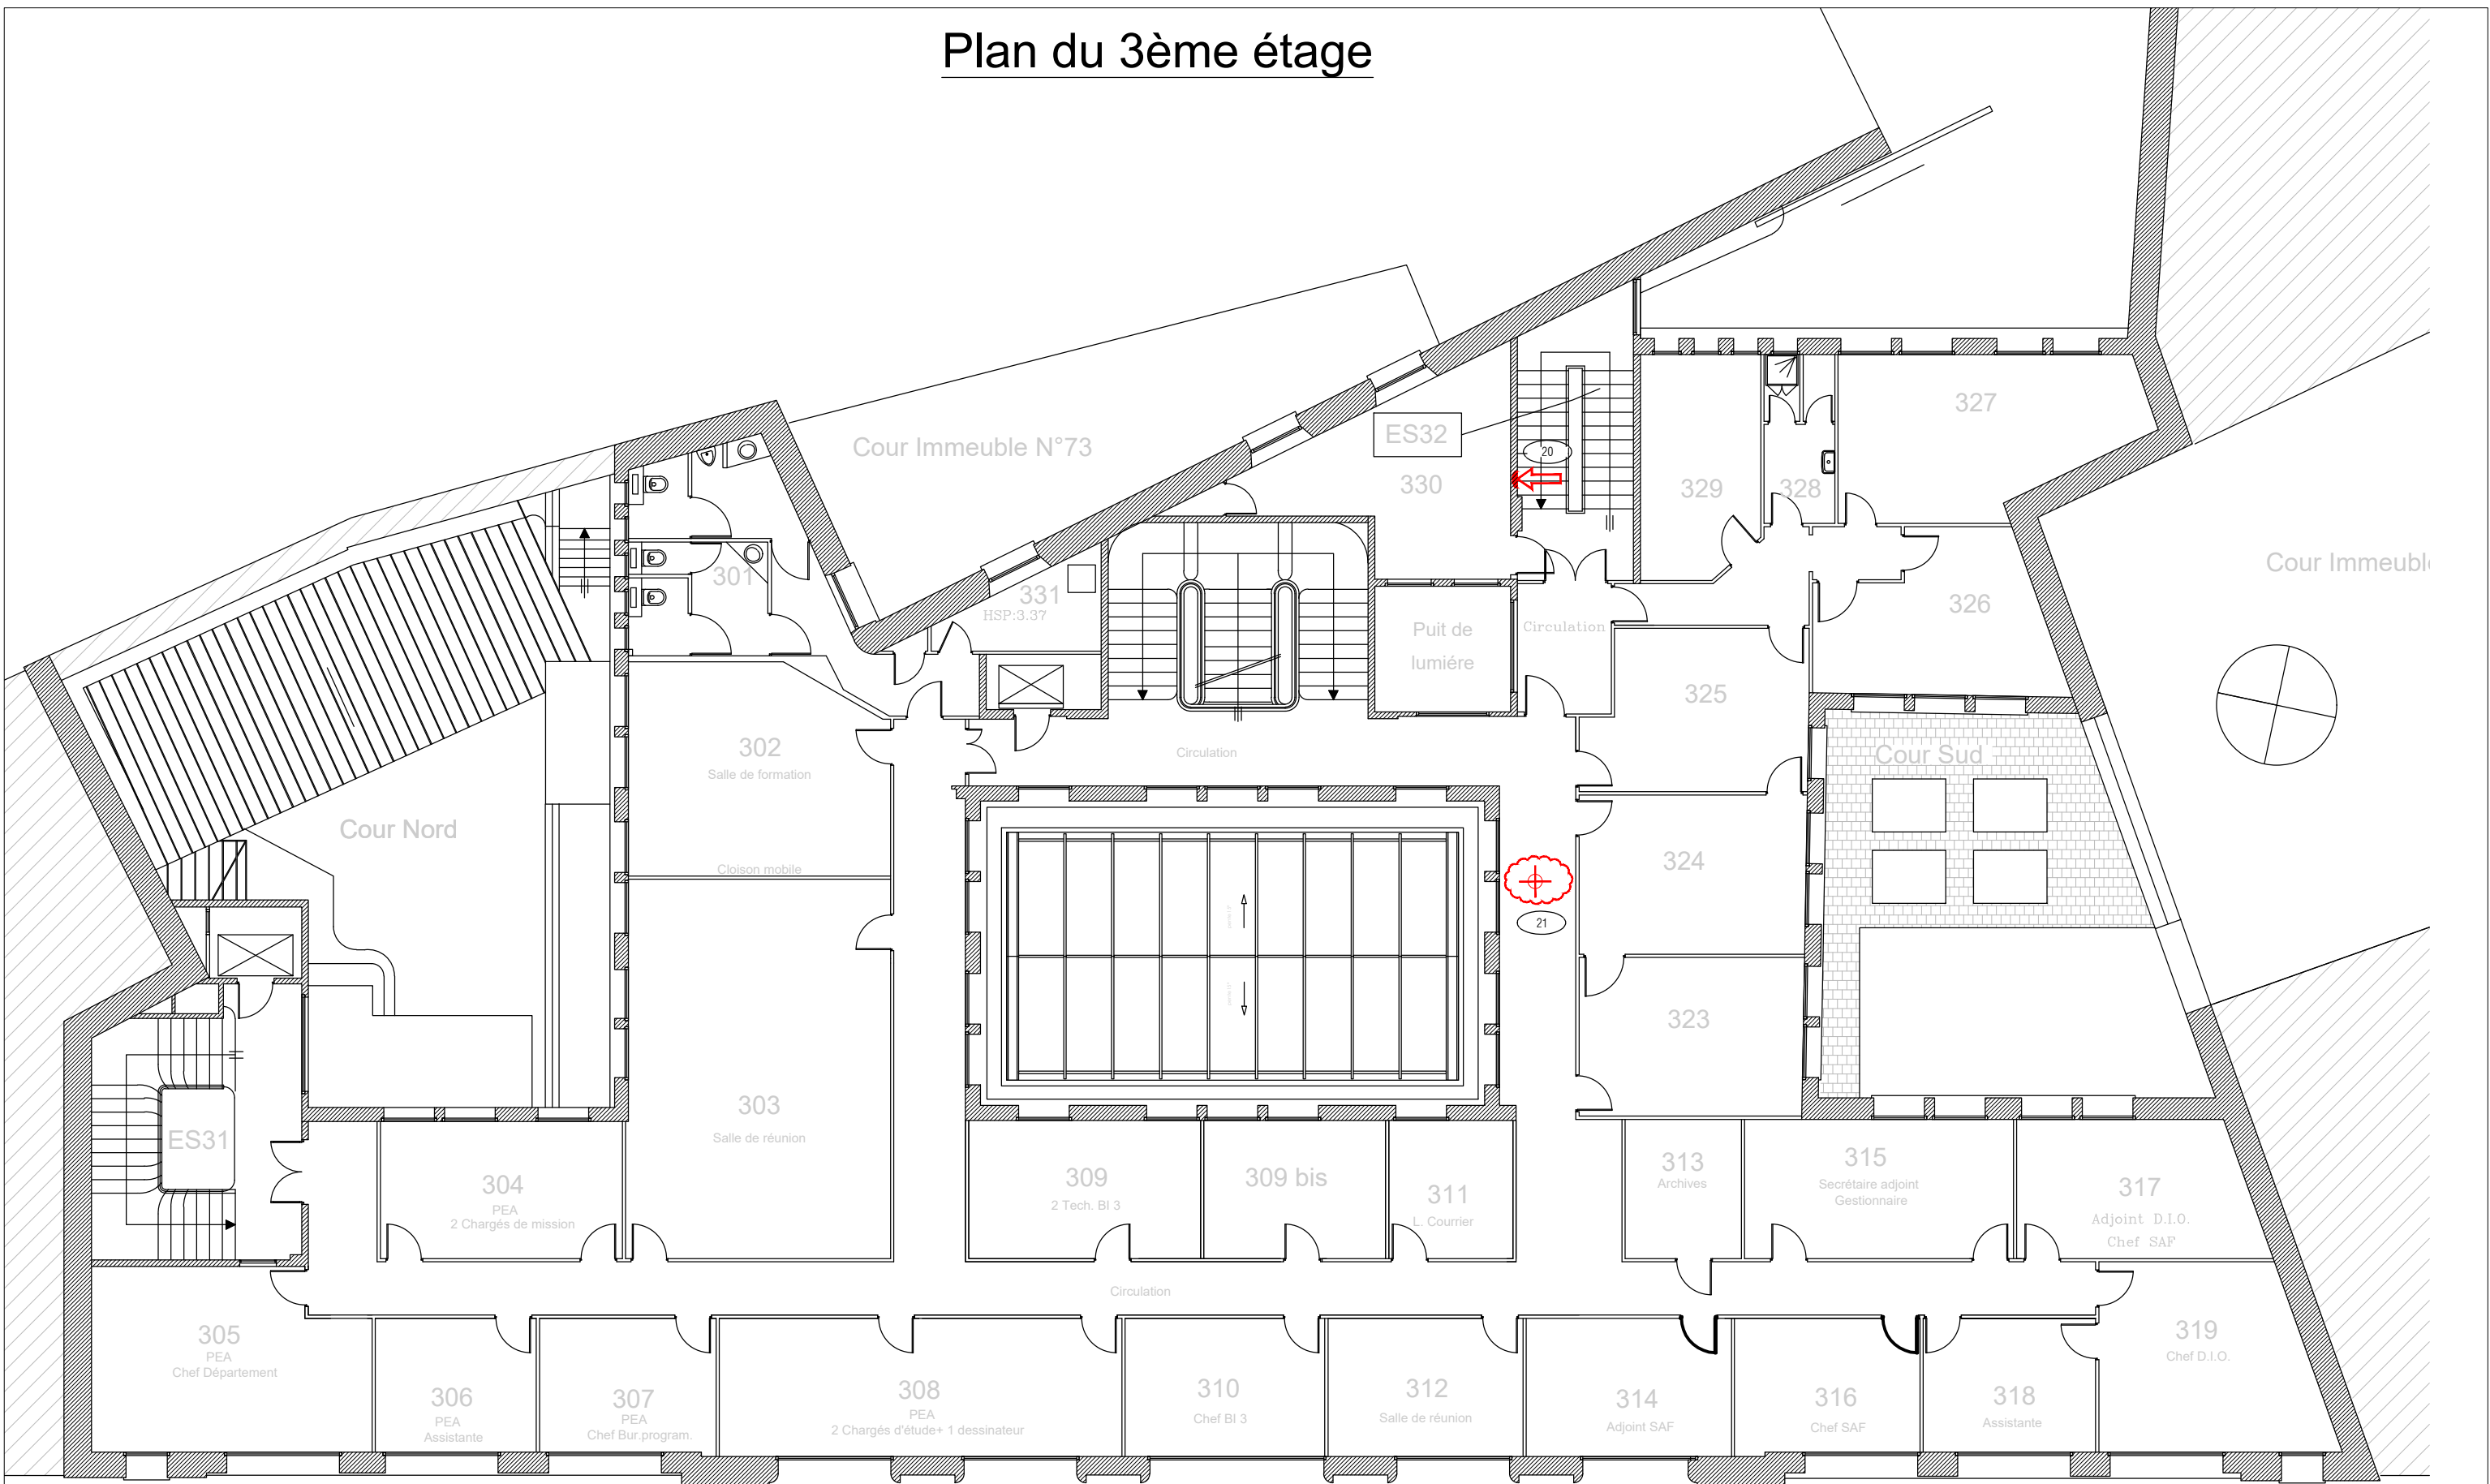 Plan du 3ème étage
Cour Immeuble N°73
ES32
20
330
327
329
328
301
331
HSP:3.37
Puit de
lumiére
Circulation
326
Cour Immeubl
325
302
Salle de formation
Circulation
Cour Sud
Cour Nord
Cloison mobile
324
21
323
303
Salle de réunion
ES31
304
PEA
2 Chargés de mission
309
2 Tech. BI 3
309 bis
311
L. Courrier
313
Archives
315
Secrétaire adjoint
Gestionnaire
317
Adjoint D.I.O.
Chef SAF
Circulation
305
PEA
Chef Département
306
PEA
Assistante
307
PEA
Chef Bur.program.
308
PEA
2 Chargés d'étude+ 1 dessinateur
310
Chef BI 3
312
Salle de réunion
314
Adjoint SAF
316
Chef SAF
318
Assistante
319
Chef D.I.O.